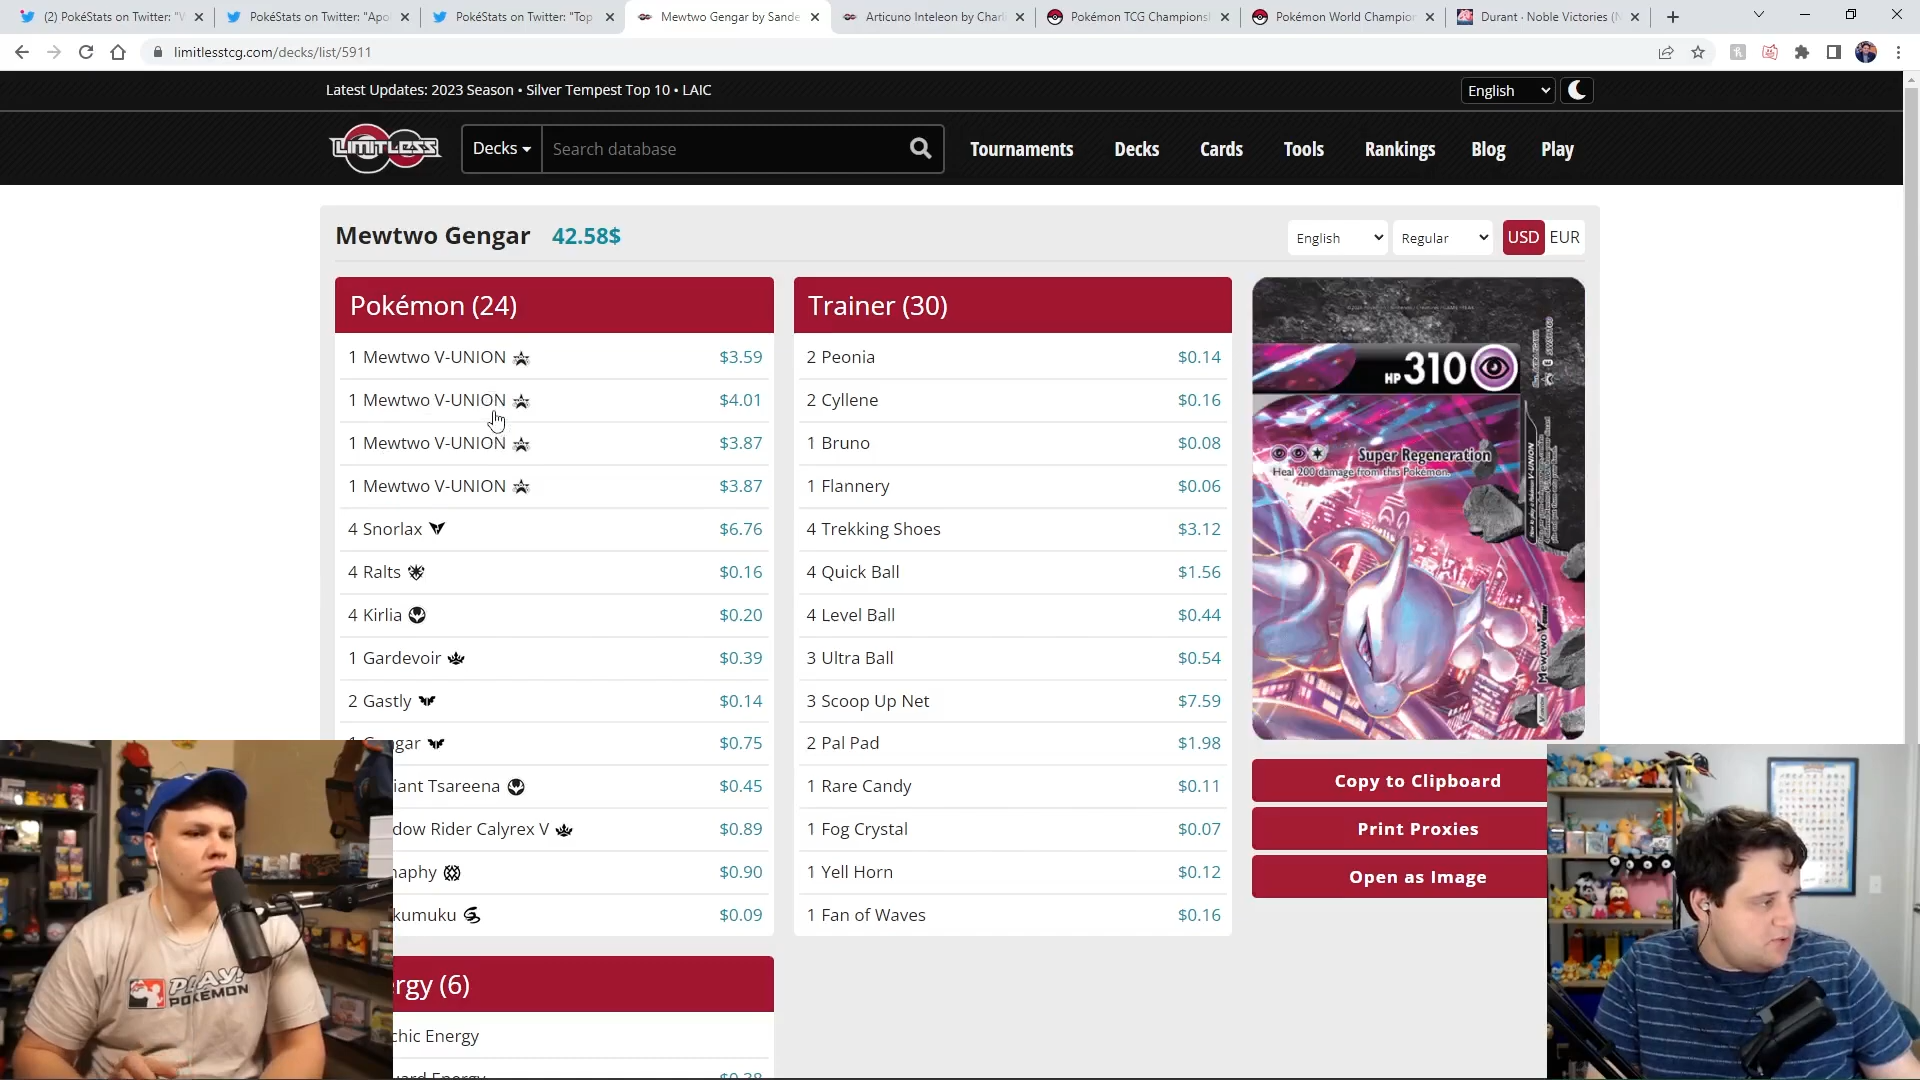 (2) PokéStats on Twitter: "V
PokéStats on Twitter: "Apo
PokéStats on Twitter: "Top
Mewtwo Gengar by Sande
Articuno Inteleon by Charl
Pokémon TCG Champions
Pokémon World Champion
Durant · Noble Victories (N
limitlesstcg.com/decks/list/5911
Latest Updates: 2023 Season • Silver Tempest Top 10 • LAIC
English
LIMITLESS
Decks
Search database
Tournaments
Decks
Cards
Tools
Rankings
Blog
Play
Mewtwo Gengar 42.58$
English
Regular
USD
EUR
Pokémon (24)
1 Mewtwo V-UNION $3.59
1 Mewtwo V-UNION $4.01
1 Mewtwo V-UNION $3.87
1 Mewtwo V-UNION $3.87
4 Snorlax $6.76
4 Ralts $0.16
4 Kirlia $0.20
1 Gardevoir $0.39
2 Gastly $0.14
gar $0.75
iant Tsareena $0.45
dow Rider Calyrex V $0.89
naphy $0.90
kumuku $0.09
rgy (6)
chic Energy
Energy $0.38
Trainer (30)
2 Peonia $0.14
2 Cyllene $0.16
1 Bruno $0.08
1 Flannery $0.06
4 Trekking Shoes $3.12
4 Quick Ball $1.56
4 Level Ball $0.44
3 Ultra Ball $0.54
3 Scoop Up Net $7.59
2 Pal Pad $1.98
1 Rare Candy $0.11
1 Fog Crystal $0.07
1 Yell Horn $0.12
1 Fan of Waves $0.16
HP 310
Super Regeneration
Heal 200 damage from this Pokémon.
Mewtwo V-UNION
Copy to Clipboard
Print Proxies
Open as Image
PLAY!
POKÉMON